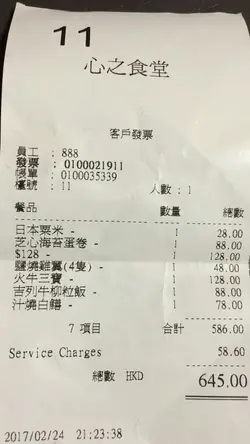 11
心之食堂
客戶發票
員工 : 888
發票 : 0100021911
帳單 : 0100035339
檯號 : 11 人數 : 1
餐品 數量 總數
日本粟米 - 1 28.00
芝心海苔蛋卷 - 1 88.00
$128 - 1 128.00
鹽燒雞翼(4隻) - 1 48.00
火牛三寶 - 1 128.00
吉列牛柳粒飯 - 1 88.00
汁燒白鱔 - 1 78.00
7 項目 合計 586.00
Service Charges 58.60
總數 HKD 645.00
2017/02/24 21:23:38